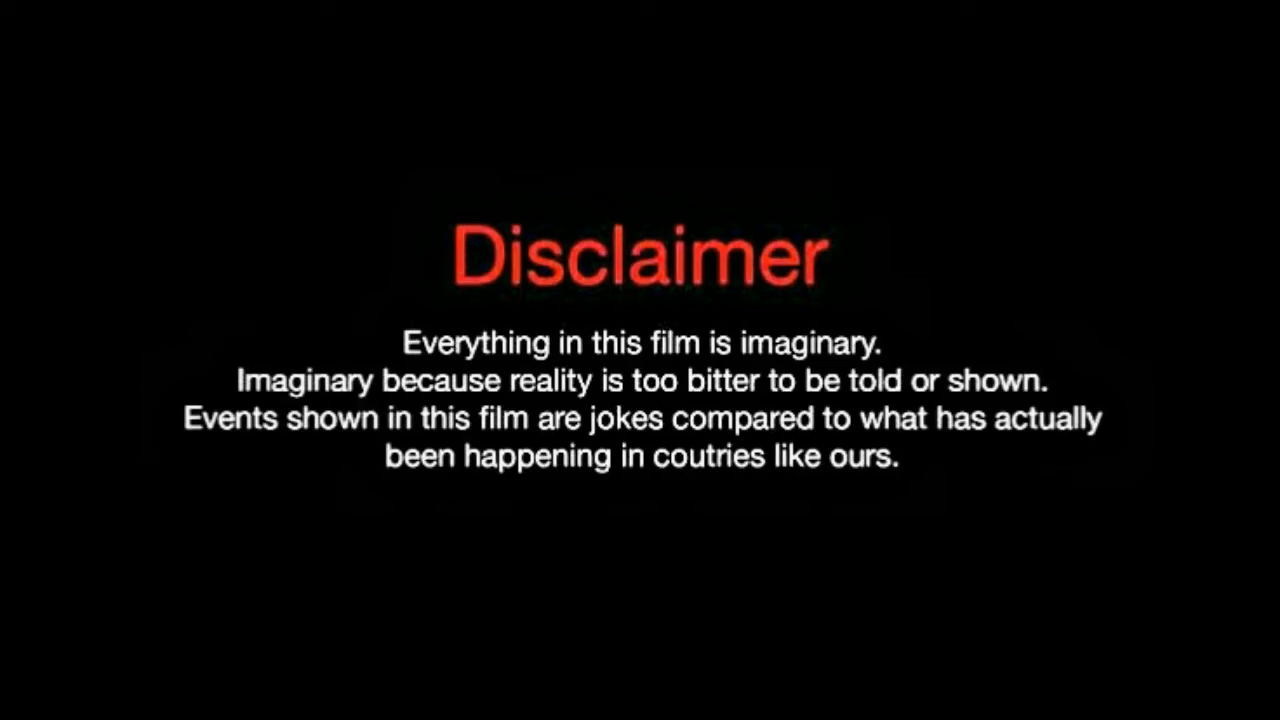 Disclaimer
Everything in this film is imaginary.
Imaginary because reality is too bitter to be told or shown.
Events shown in this film are jokes compared to what has actually
been happening in coutries like ours.